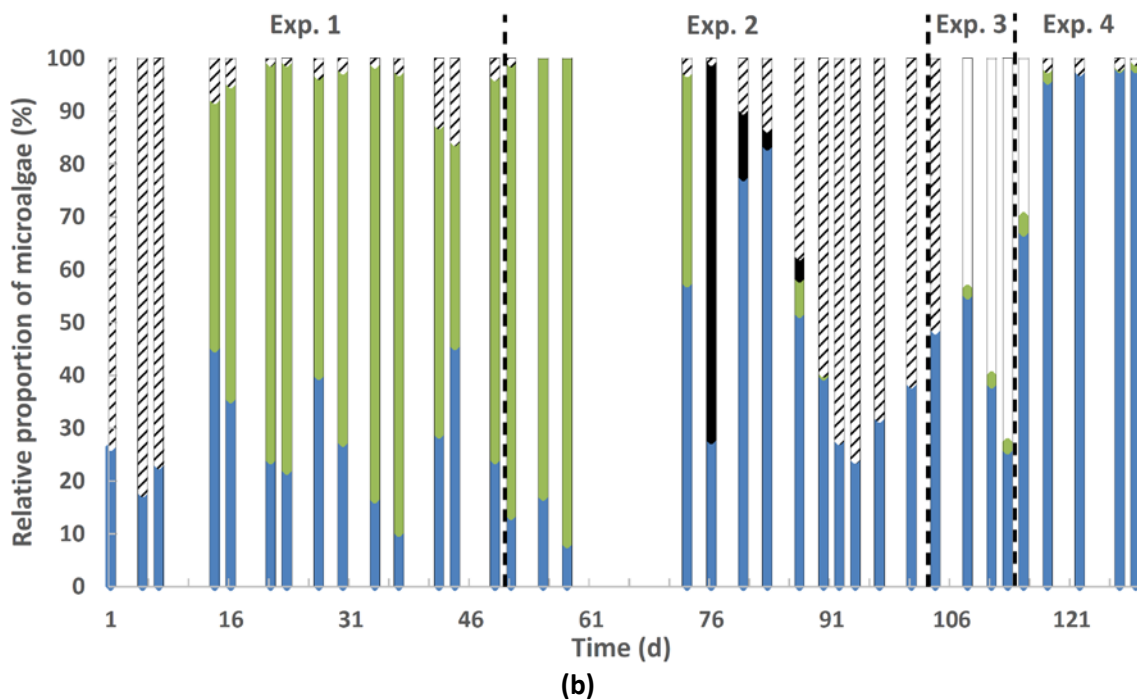 Exp. 1 Exp. 2 Exp. 3 Exp. 4
Relative proportion of microalgae (%)
100
90
80
70
60
50
40
30
20
10
0
1 16 31 46 61 76 91 106 121
Time (d)
(b)